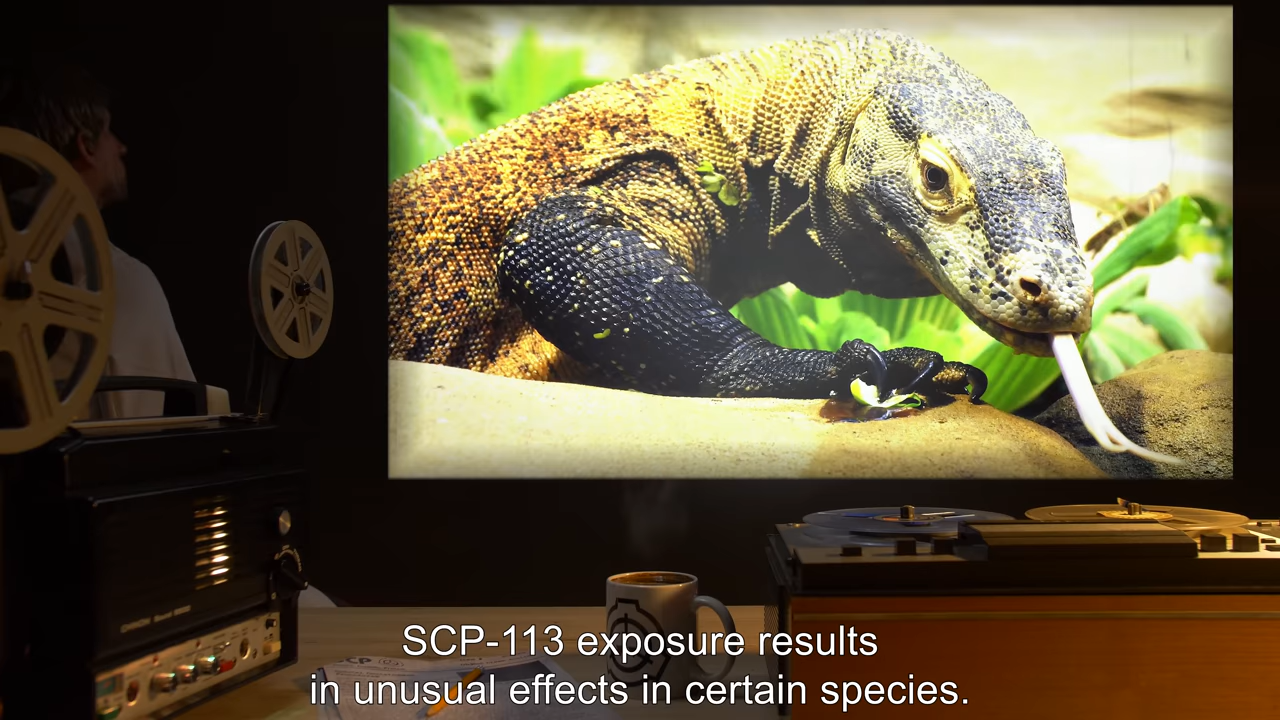 SCP-113 exposure results
in unusual effects in certain species.